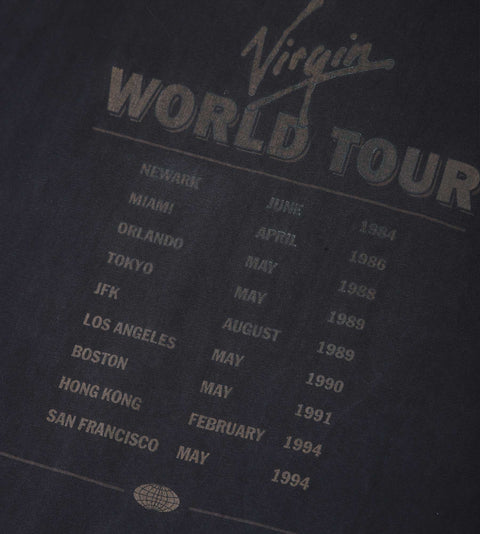 Virgin
WORLD TOUR
NEWARK JUNE 1984
MIAMI APRIL 1986
ORLANDO MAY 1988
TOKYO MAY 1989
JFK AUGUST 1989
LOS ANGELES MAY 1990
BOSTON MAY 1991
HONG KONG FEBRUARY 1994
SAN FRANCISCO MAY 1994